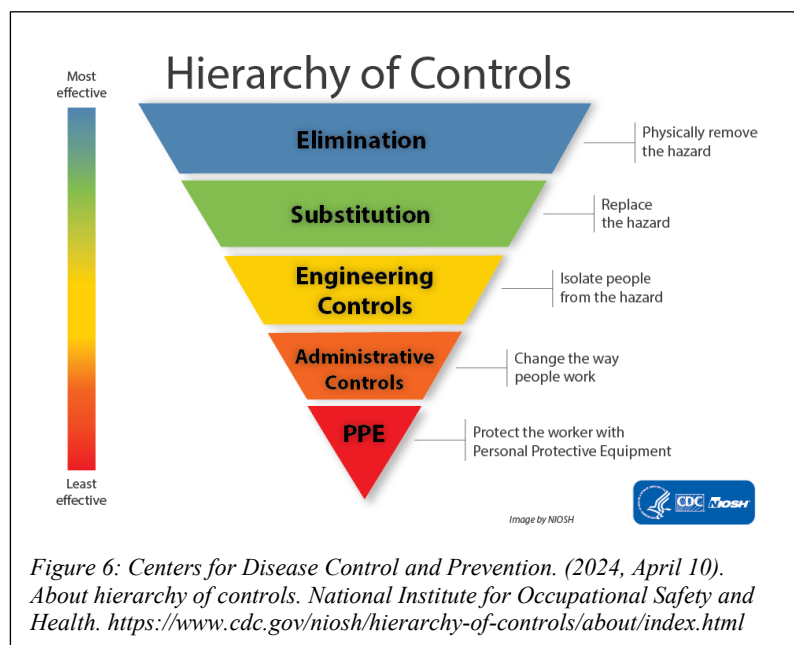 Hierarchy of Controls
Most
effective
Elimination
Physically remove
the hazard
Substitution
Replace
the hazard
Engineering
Controls
Isolate people
from the hazard
Administrative
Controls
Change the way
people work
PPE
Protect the worker with
Personal Protective Equipment
Least
effective
CDC NIOSH
Image by NIOSH
Figure 6: Centers for Disease Control and Prevention. (2024, April 10).
About hierarchy of controls. National Institute for Occupational Safety and
Health. https://www.cdc.gov/niosh/hierarchy-of-controls/about/index.html